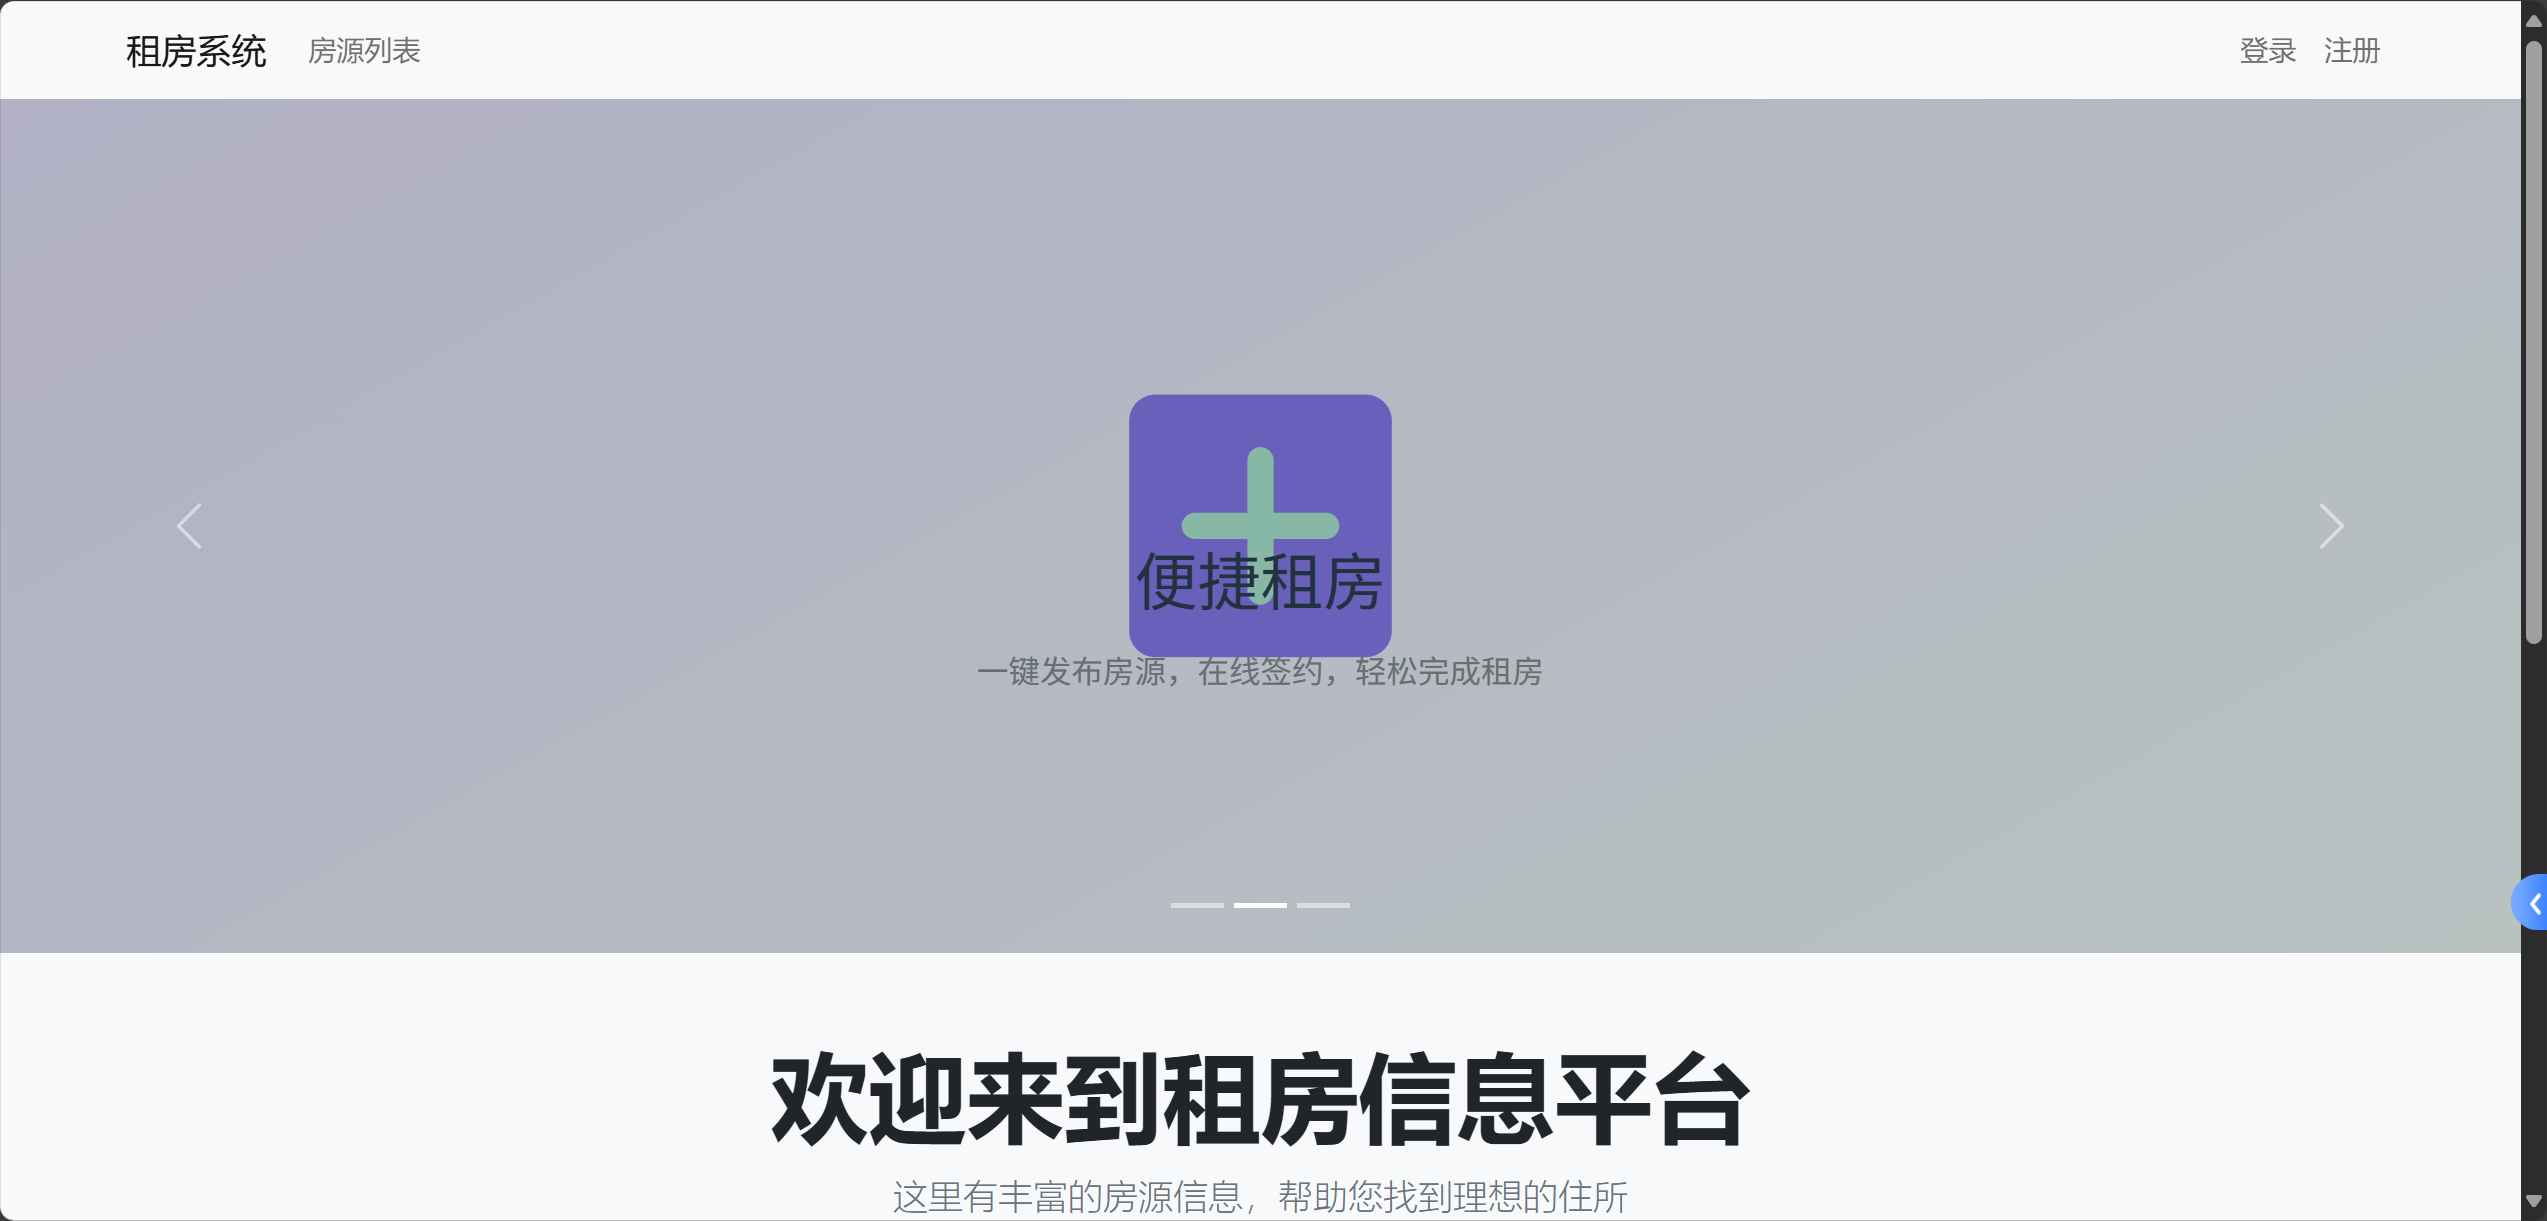 租房系统 房源列表 登录 注册
便捷租房
一键发布房源，在线签约，轻松完成租房
欢迎来到租房信息平台
这里有丰富的房源信息，帮助您找到理想的住所